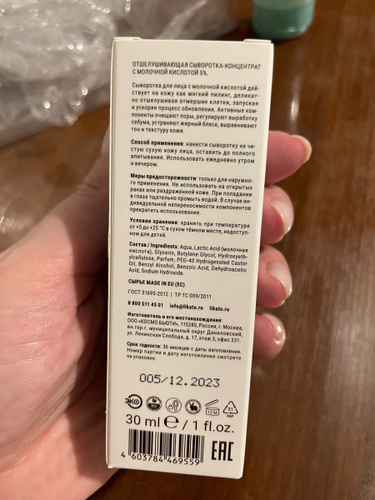 ОТШЕЛУШИВАЮЩАЯ СЫВОРОТКА-КОНЦЕНТРАТ
С МОЛОЧНОЙ КИСЛОТОЙ 5%.
Сыворотка для лица с молочной кислотой дей-
ствует на кожу как мягкий пилинг, деликат-
но отшелушивая отмершие клетки, запуская
и ускоряя процесс обновления. Активные ком-
поненты очищают поры, регулируют выработку
себума, устраняют жирный блеск, выравнивают
тон и текстуру кожи.
Способ применения: нанести сыворотку на чи-
стую сухую кожу лица, оставить до полного
впитывания. Использовать ежедневно утром
и вечером.
Меры предосторожности: только для наружно-
го применения. Не использовать на открытых
ранах или раздраженной коже. При попадании
в глаза тщательно промыть водой. В случае ин-
дивидуальной непереносимости компонентов
прекратить использование.
Условия хранения: хранить при температуре
от +5 до +25 °С в сухом тёмном месте, недоступ-
ном для детей.
Состав / Ingredients: Aqua, Lactic Acid (молочная
кислота), Glycerin, Butylene Glycol, Hydroxyeth-
ylcellulose, Parfum, PEG-40 Hydrogenated Castor
Oil, Benzyl Alcohol, Benzoic Acid, Dehydroacetic
Acid, Sodium Hydroxide.
СЫРЬЕ MADE IN EU (EC)
ГОСТ 31695-2012 | ТР ТС 009/2011
8 800 511 45 01 info@likato.ru likato.ru
Изготовитель и его местонахождение:
ООО «КОСМО БЬЮТИ», 115280, Россия, г. Москва,
вн.тер.г. муниципальный округ Даниловский,
ул. Ленинская Слобода, д. 17, этаж 3, офис 331.
Срок годности: 36 месяцев с даты изготовления.
Номер партии и дату изготовления смотрите
на упаковке.
005/12.2023
ЭКО
12 M
21
PAP
30 ml e / 1 fl.oz.
4 603784 469559
EAC